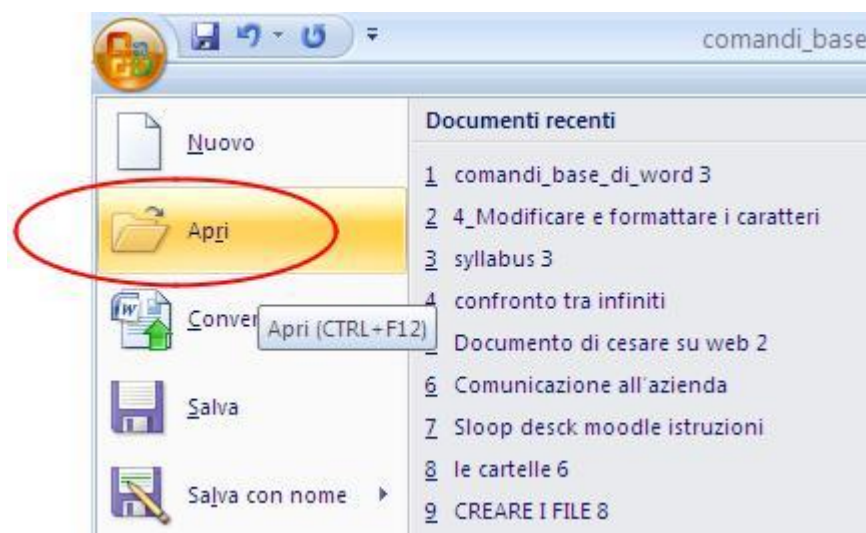 comandi_base
Nuovo
Apri
Conver
Apri (CTRL+F12)
Salva
Salva con nome
Documenti recenti
1 comandi_base_di_word 3
2 4_Modificare e formattare i caratteri
3 syllabus 3
4 confronto tra infiniti
Documento di cesare su web 2
6 Comunicazione all'azienda
7 Sloop desck moodle istruzioni
8 le cartelle 6
9 CREARE I FILE 8